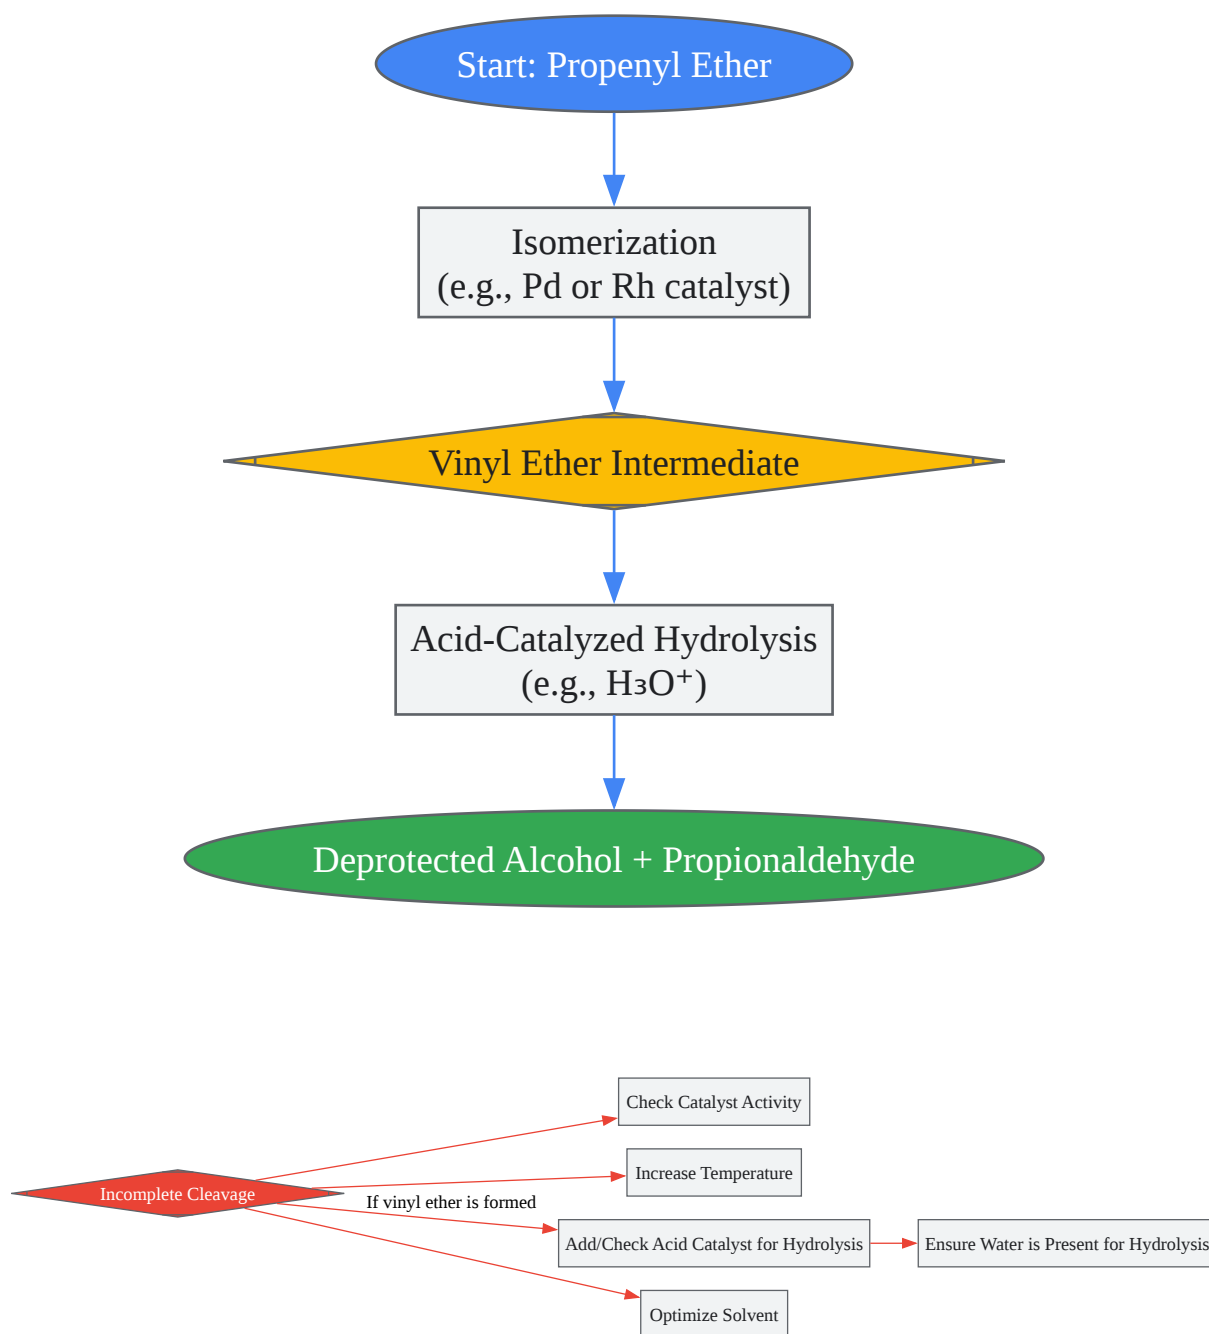 Start: Propenyl Ether
Isomerization
(e.g., Pd or Rh catalyst)
Vinyl Ether Intermediate
Acid-Catalyzed Hydrolysis
(e.g., H₃O⁺)
Deprotected Alcohol + Propionaldehyde
Check Catalyst Activity
Increase Temperature
Incomplete Cleavage
If vinyl ether is formed
Add/Check Acid Catalyst for Hydrolysis
Ensure Water is Present for Hydrolysis
Optimize Solvent